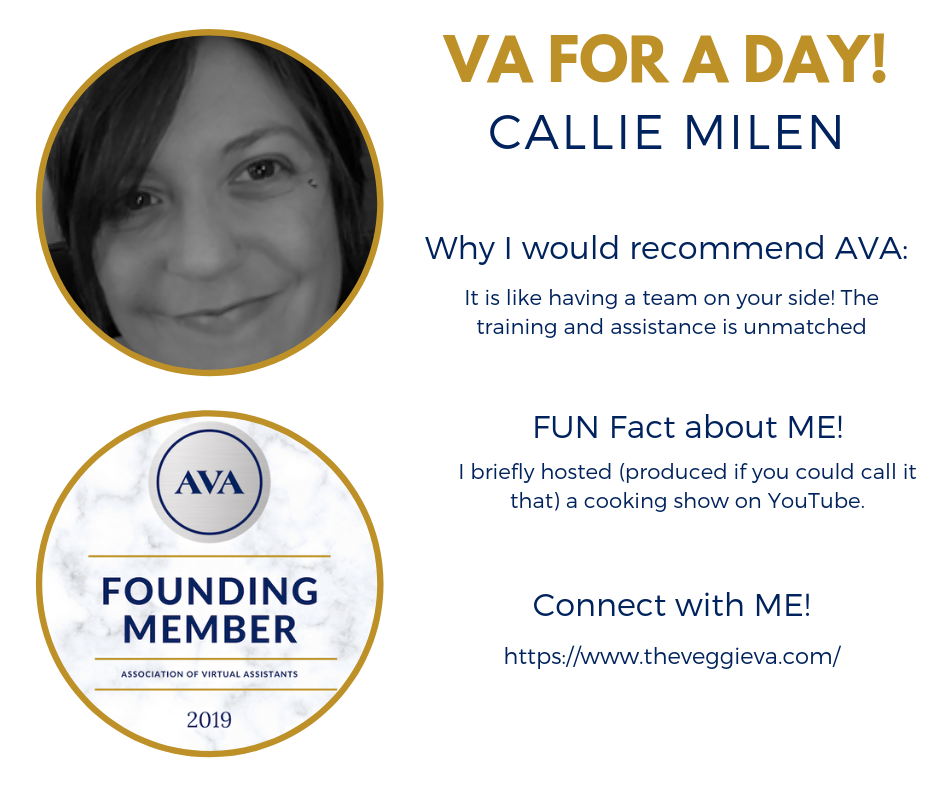 VA FOR A DAY!
CALLIE MILEN
Why I would recommend AVA:
It is like having a team on your side! The
training and assistance is unmatched
FUN Fact about ME!
I briefly hosted (produced if you could call it
that) a cooking show on YouTube.
Connect with ME!
https://www.theveggieva.com/
AVA
FOUNDING
MEMBER
ASSOCIATION OF VIRTUAL ASSISTANTS
2019